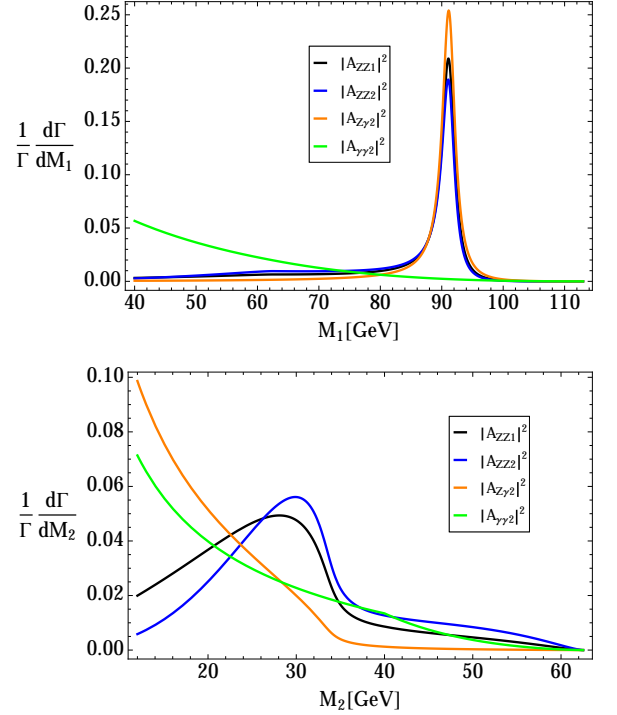 0.25
0.20
0.15
0.10
0.05
0.00
1/Γ dΓ/dM₁
|A_ZZ1|²
|A_ZZ2|²
|A_Zγ2|²
|A_γγ2|²
40 50 60 70 80 90 100 110
M₁[GeV]
0.10
0.08
0.06
0.04
0.02
0.00
1/Γ dΓ/dM₂
|A_ZZ1|²
|A_ZZ2|²
|A_Zγ2|²
|A_γγ2|²
20 30 40 50 60
M₂[GeV]